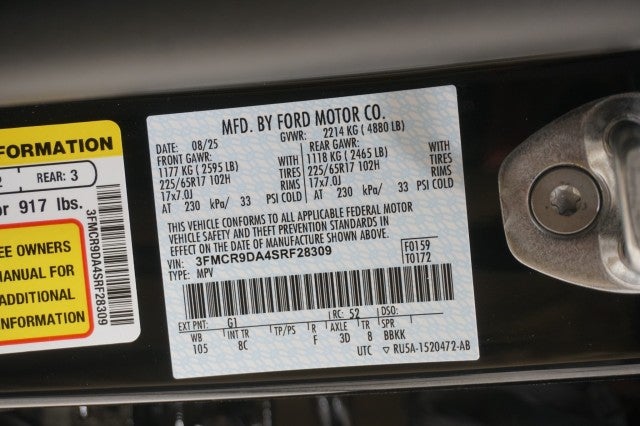 FORMATION
2 REAR: 3
or 917 lbs.
EE OWNERS
MANUAL FOR
ADDITIONAL
INFORMATION
3FMCR9DA4SRF28309
MFD. BY FORD MOTOR CO.
DATE: 08/25 GVWR: 2214 KG ( 4880 LB)
FRONT GAWR: REAR GAWR:
1177 KG ( 2595 LB) WITH 1118 KG ( 2465 LB) WITH
225/65R17 102H TIRES 225/65R17 102H TIRES
17x7.0J RIMS 17x7.0J RIMS
AT 230 kPa/ 33 PSI COLD AT 230 kPa/ 33 PSI COLD
THIS VEHICLE CONFORMS TO ALL APPLICABLE FEDERAL MOTOR
VEHICLE SAFETY AND THEFT PREVENTION STANDARDS IN
EFFECT ON THE DATE OF MANUFACTURE SHOWN ABOVE.
VIN: 3FMCR9DA4SRF28309 F0159
TYPE: MPV T0172
EXT PNT: G1 RC: 52 DSO:
WB INT TR TP/PS R AXLE TR SPR
105 8C F 3D 8 BBKK
UTC RU5A-1520472-AB